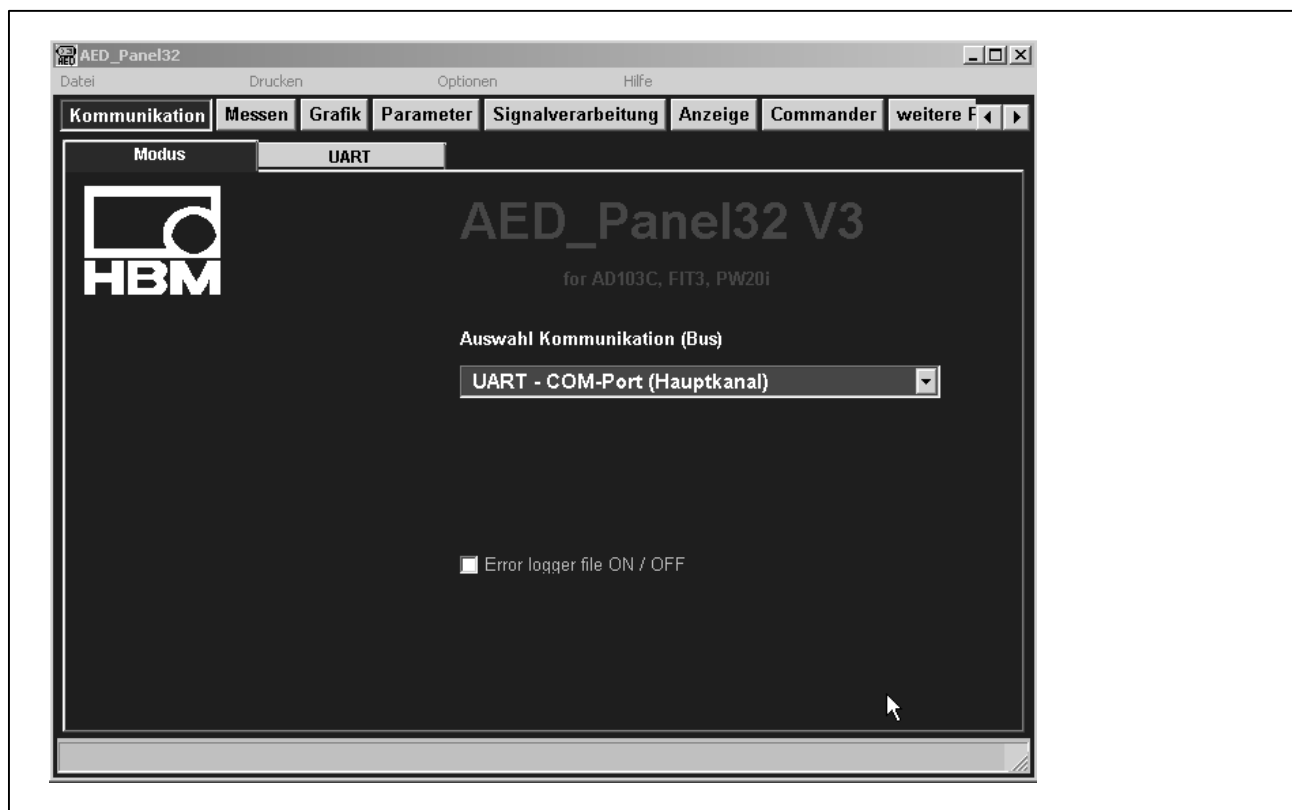 AED_Panel32
Datei Drucken Optionen Hilfe
Kommunikation Messen Grafik Parameter Signalverarbeitung Anzeige Commander weitere
Modus UART
HBM
AED_Panel32 V3
for AD103C, FIT3, PW20i
Auswahl Kommunikation (Bus)
UART - COM-Port (Hauptkanal)
Error logger file ON / OFF